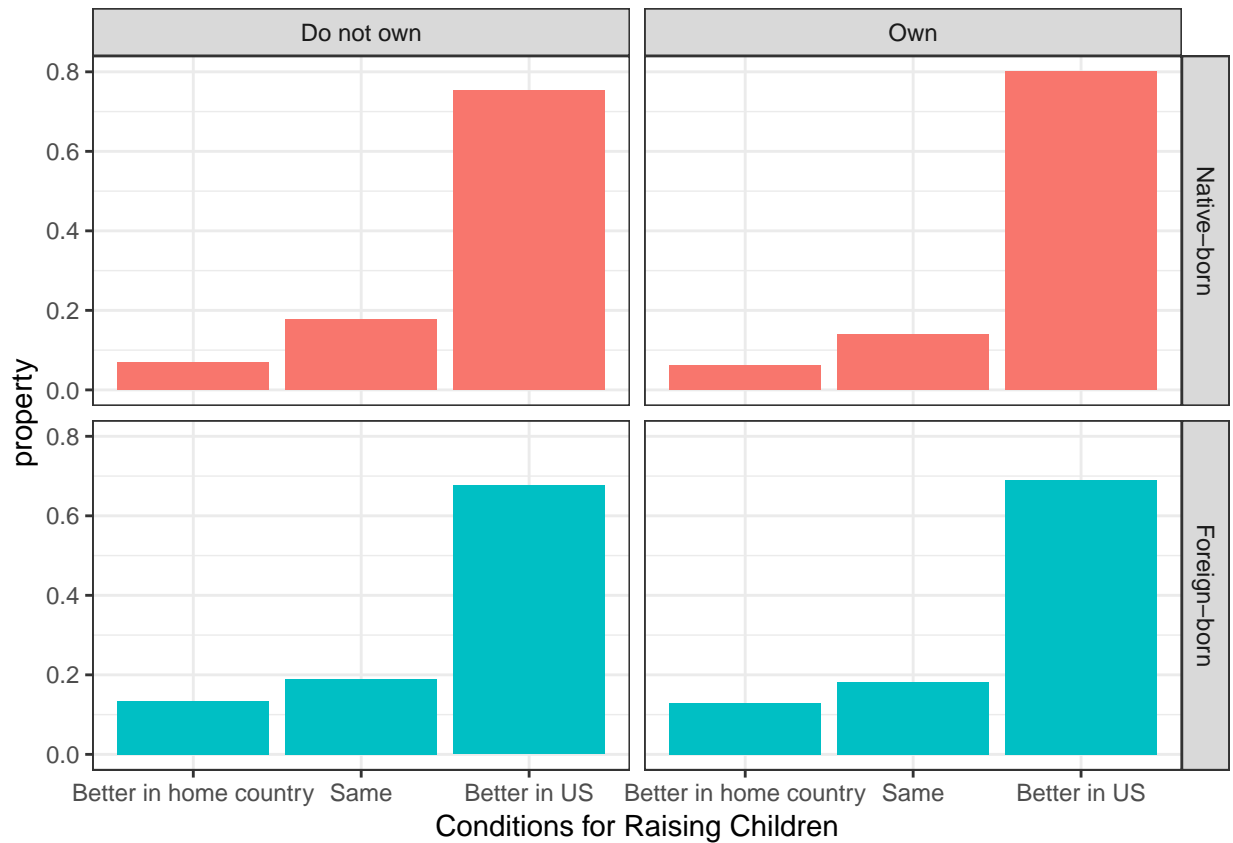 Do not own
Own
0.8
0.6
0.4
0.2
0.0
Native−born
property
0.8
0.6
0.4
0.2
0.0
Foreign−born
Better in home country
Same
Better in US
Better in home country
Same
Better in US
Conditions for Raising Children